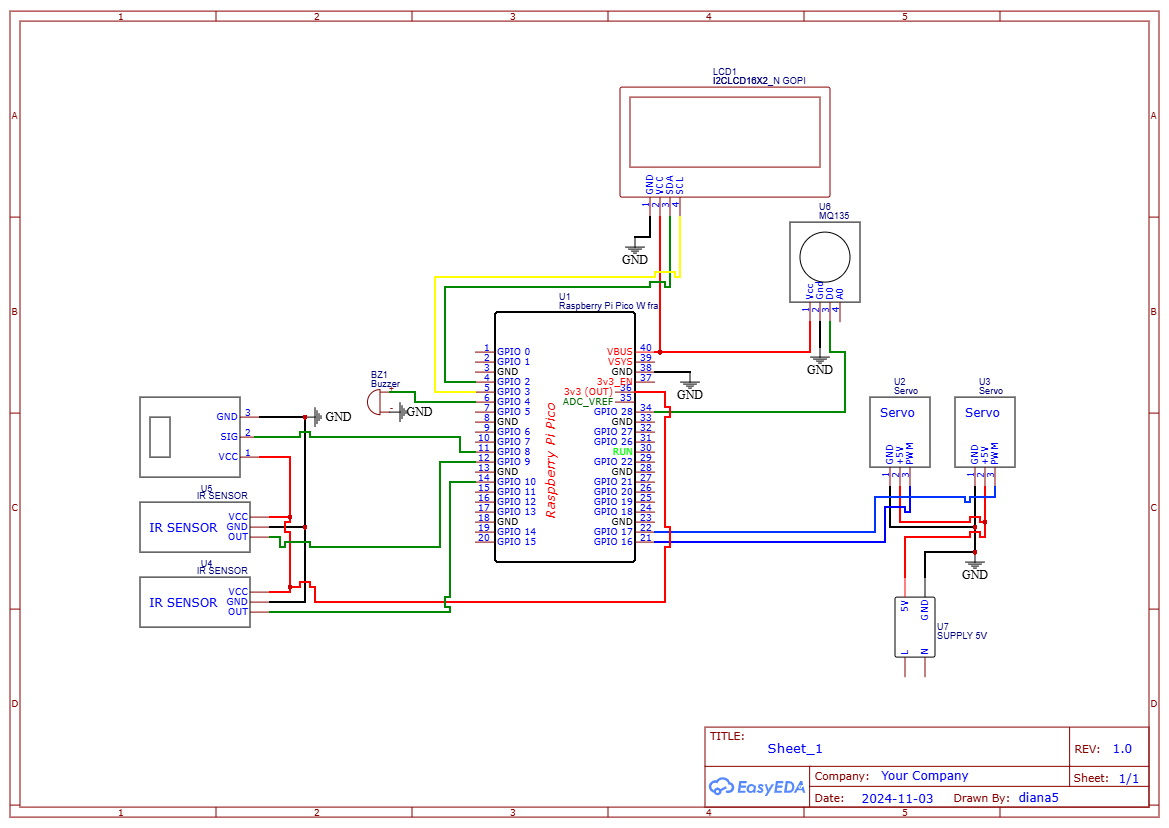 1 2 3 4 5
A
B
C
D
A
B
C
D
LCD1
I2CLCD16X2_N GOPI
GND
VCC
SDA
SCL
1 2 3 4
GND
U6
MQ135
Vcc
Gnd
D0
A0
1 2 3 4
GND
U1
Raspberry Pi Pico W fra
Raspberry Pi Pico
1 GPIO 0
2 GPIO 1
3 GND
4 GPIO 2
5 GPIO 3
6 GPIO 4
7 GPIO 5
8 GND
9 GPIO 6
10 GPIO 7
11 GPIO 8
12 GPIO 9
13 GND
14 GPIO 10
15 GPIO 11
16 GPIO 12
17 GPIO 13
18 GND
19 GPIO 14
20 GPIO 15
VBUS 40
VSYS 39
GND 38
3v3_EN 37
3v3 (OUT) 36
ADC_VREF 35
GPIO 28 34
GND 33
GPIO 27 32
GPIO 26 31
RUN 30
GPIO 22 29
GND 28
GPIO 21 27
GPIO 20 26
GPIO 19 25
GPIO 18 24
GND 23
GPIO 17 22
GPIO 16 21
GND
BZ1
Buzzer
+
-
GND
GND 3
SIG 2
VCC 1
GND
U5
IR SENSOR
IR SENSOR
VCC
GND
OUT
U4
IR SENSOR
IR SENSOR
VCC
GND
OUT
U2
Servo
Servo
GND
+5V
PWM
1 2 3
U3
Servo
Servo
GND
+5V
PWM
1 2 3
GND
5V
GND
L
N
U7
SUPPLY 5V
TITLE:
Sheet_1
REV: 1.0
EasyEDA
Company: Your Company
Sheet: 1/1
Date: 2024-11-03 Drawn By: diana5
1 2 3 4 5